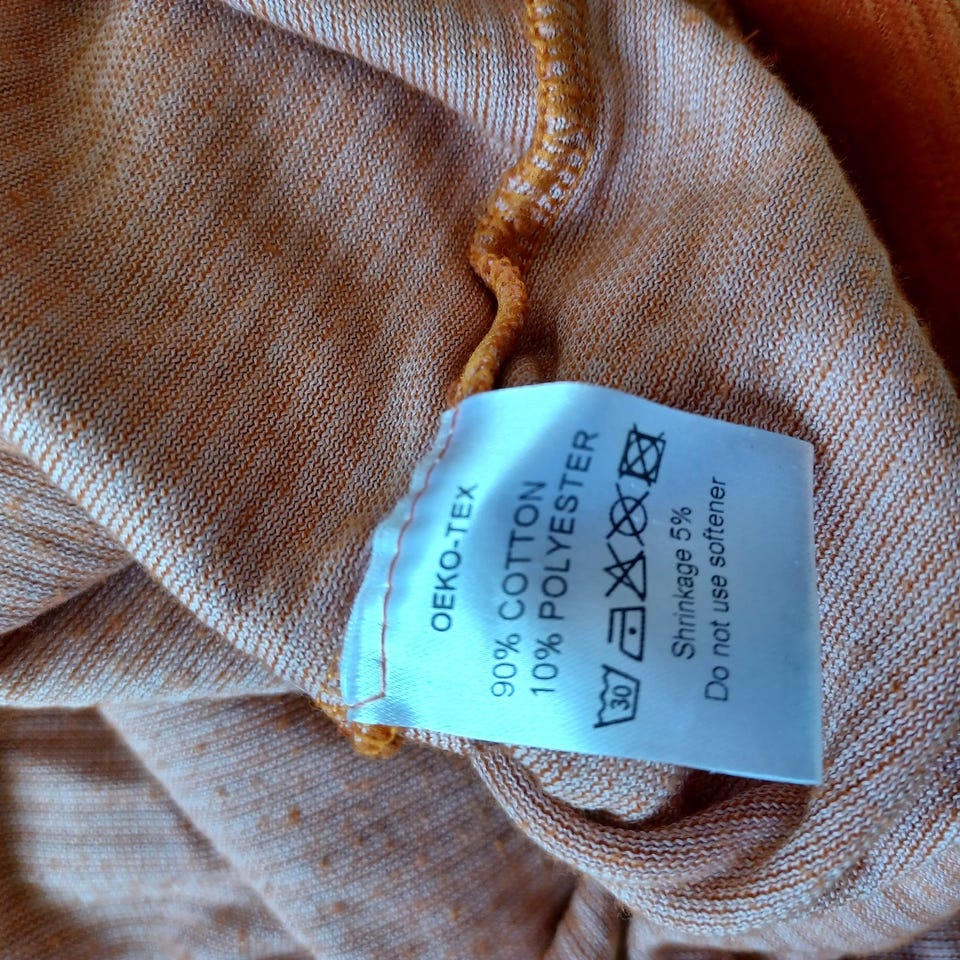 OEKO-TEX
90% COTTON
10% POLYESTER
30
Shrinkage 5%
Do not use softener